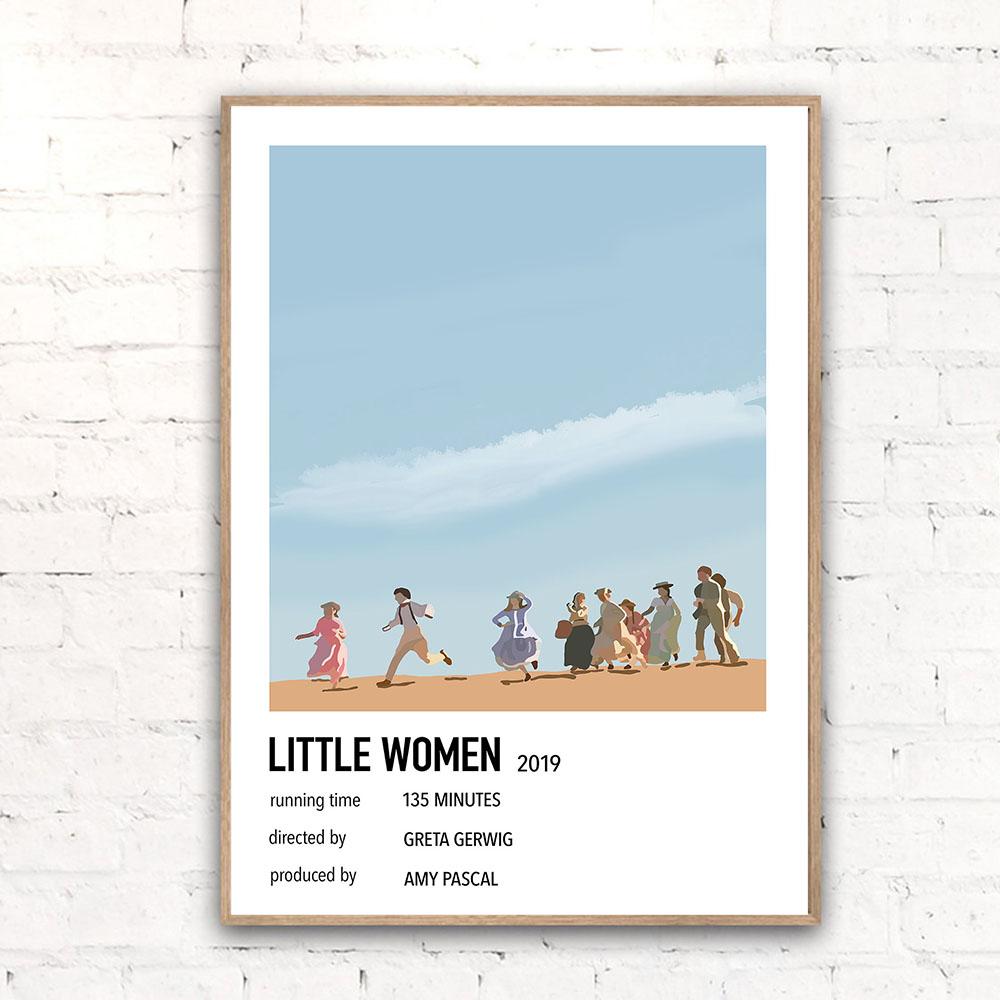 LITTLE WOMEN 2019
running time 135 MINUTES
directed by GRETA GERWIG
produced by AMY PASCAL